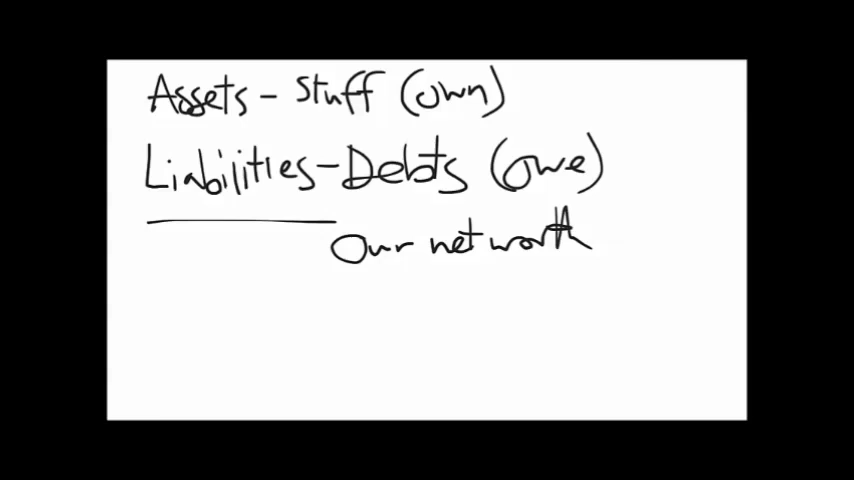 Assets - Stuff (own)
Liabilities - Debts (owe)
Our net worth